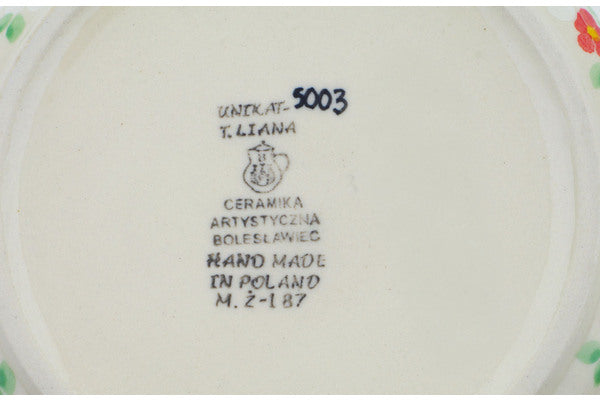 UNIKAT-5003
T. LIANA
CERAMIKA
ARTYSTYCZNA
BOLESŁAWIEC
HAND MADE
IN POLAND
M. Ż-187